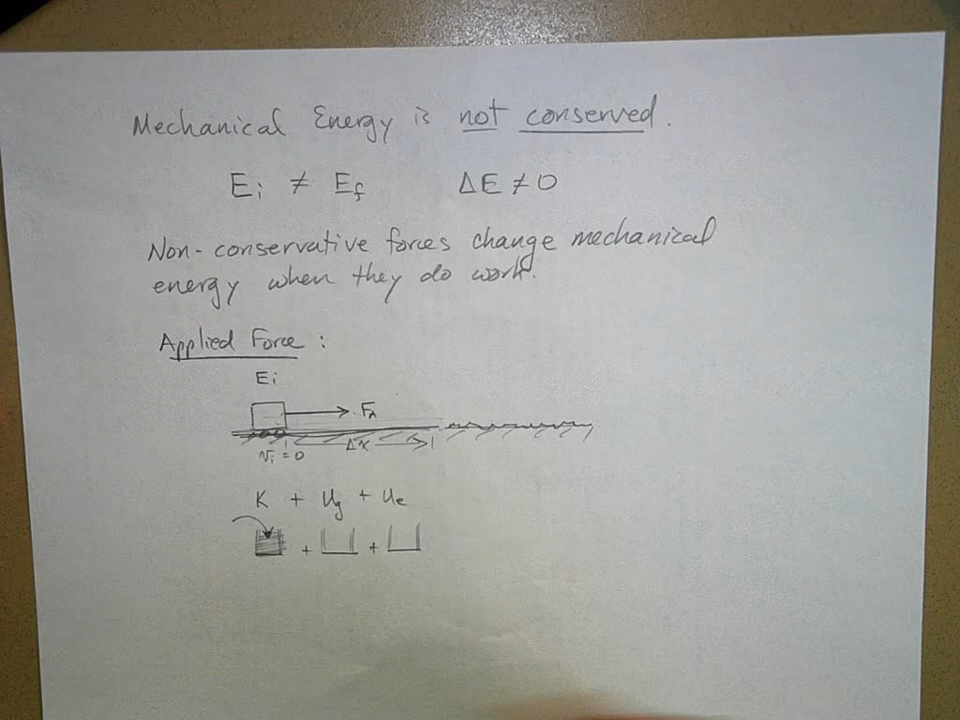 Mechanical Energy is not conserved.
Ei ≠ Ef ΔE ≠ 0
Non-conservative forces change mechanical
energy when they do work.
Applied Force :
Ei
FA
vi = 0 Δx
K + Ug + Ue
+ +